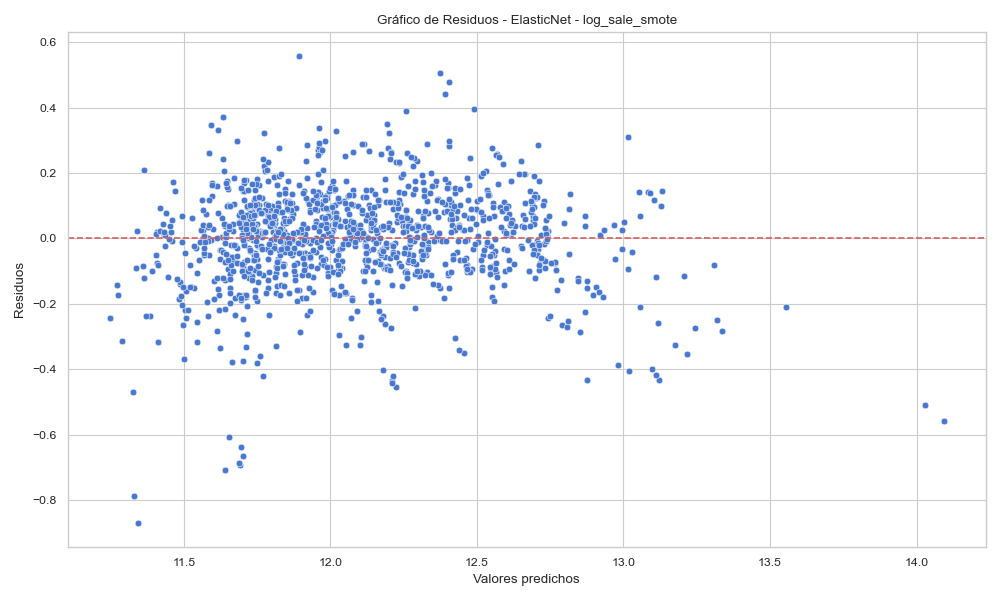 Gráfico de Residuos - ElasticNet - log_sale_smote
0.6
0.4
0.2
0.0
−0.2
−0.4
−0.6
−0.8
Residuos
11.5 12.0 12.5 13.0 13.5 14.0
Valores predichos